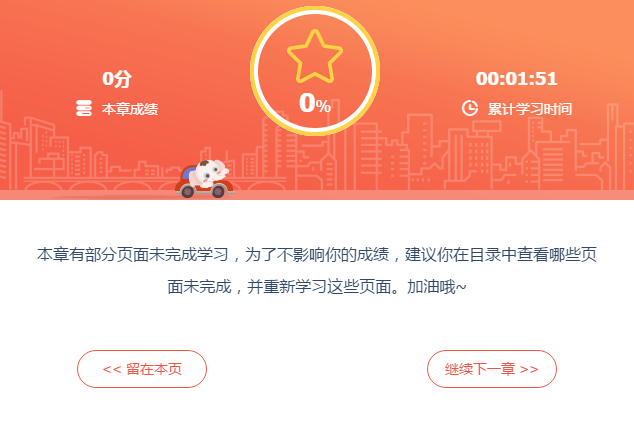 0分
本章成绩
0%
00:01:51
累计学习时间
本章有部分页面未完成学习，为了不影响你的成绩，建议你在目录中查看哪些页
面未完成，并重新学习这些页面。加油哦~
<< 留在本页
继续下一章 >>